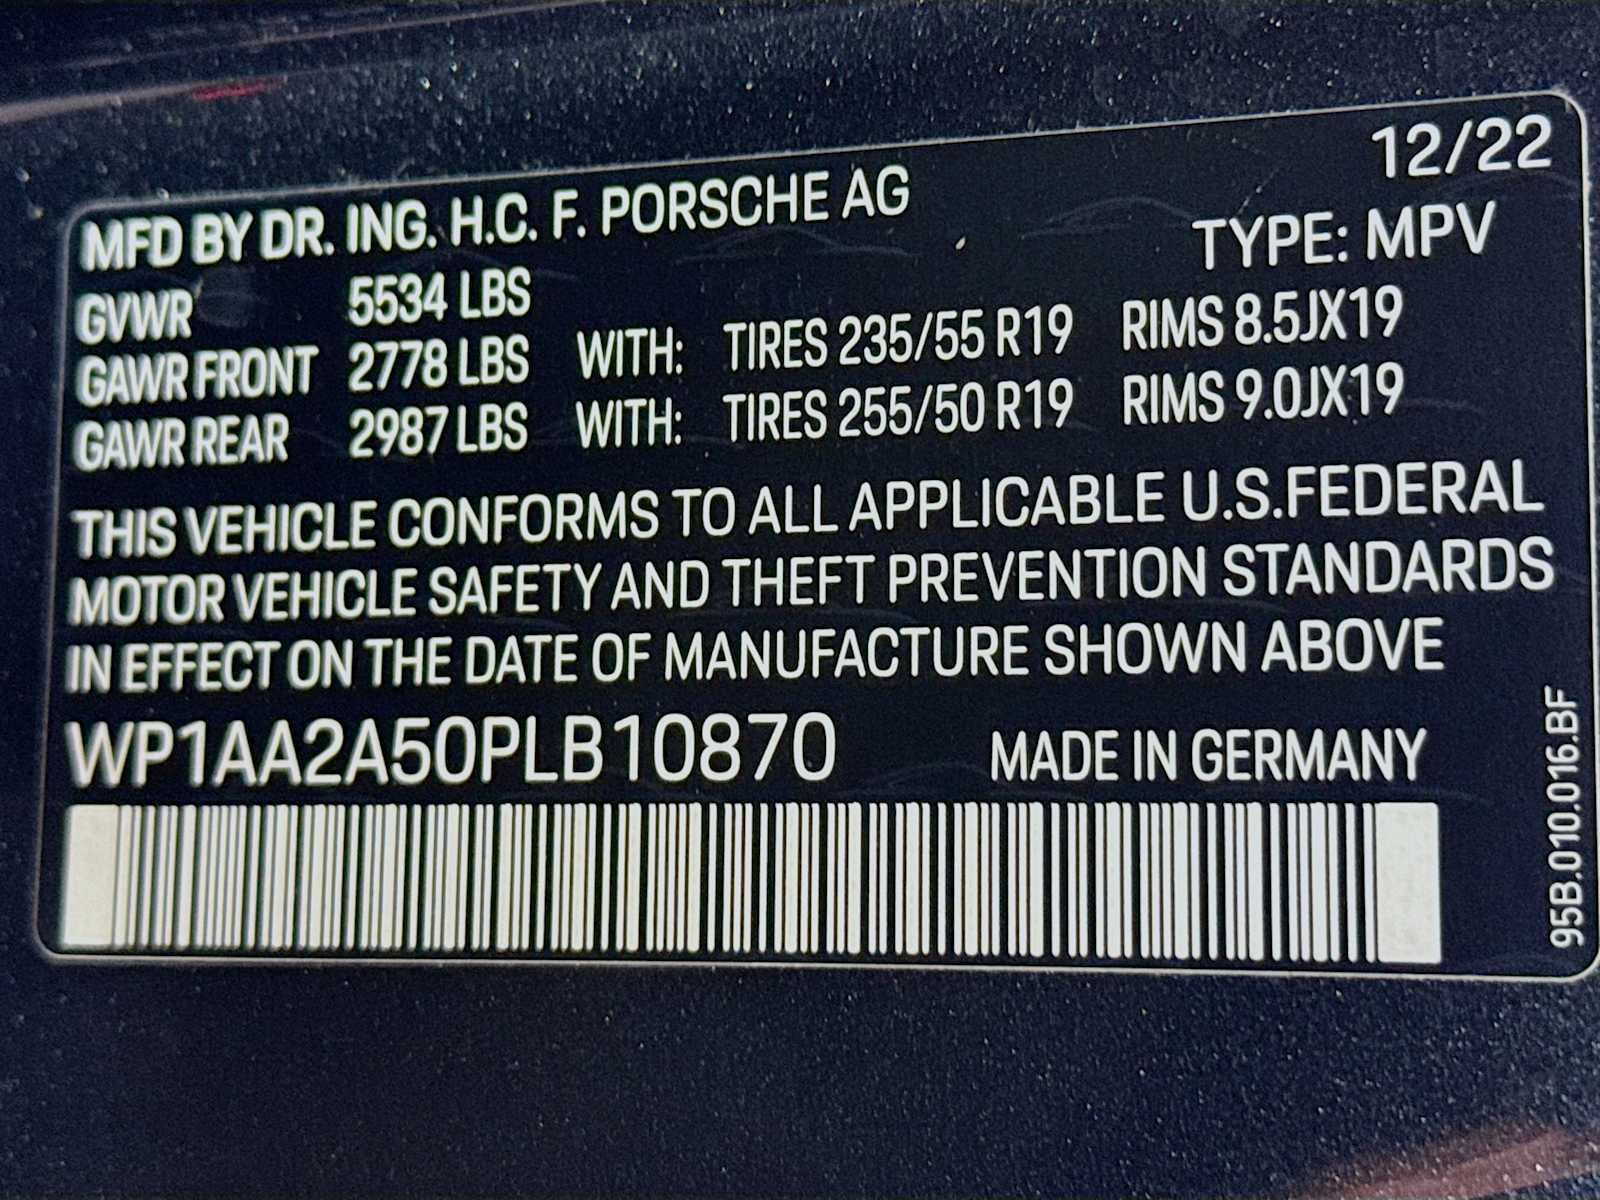 12/22
MFD BY DR. ING. H.C. F. PORSCHE AG
TYPE: MPV
GVWR 5534 LBS
GAWR FRONT 2778 LBS WITH: TIRES 235/55 R19 RIMS 8.5JX19
GAWR REAR 2987 LBS WITH: TIRES 255/50 R19 RIMS 9.0JX19
THIS VEHICLE CONFORMS TO ALL APPLICABLE U.S.FEDERAL
MOTOR VEHICLE SAFETY AND THEFT PREVENTION STANDARDS
IN EFFECT ON THE DATE OF MANUFACTURE SHOWN ABOVE
WP1AA2A50PLB10870 MADE IN GERMANY
95B.010.016.BF